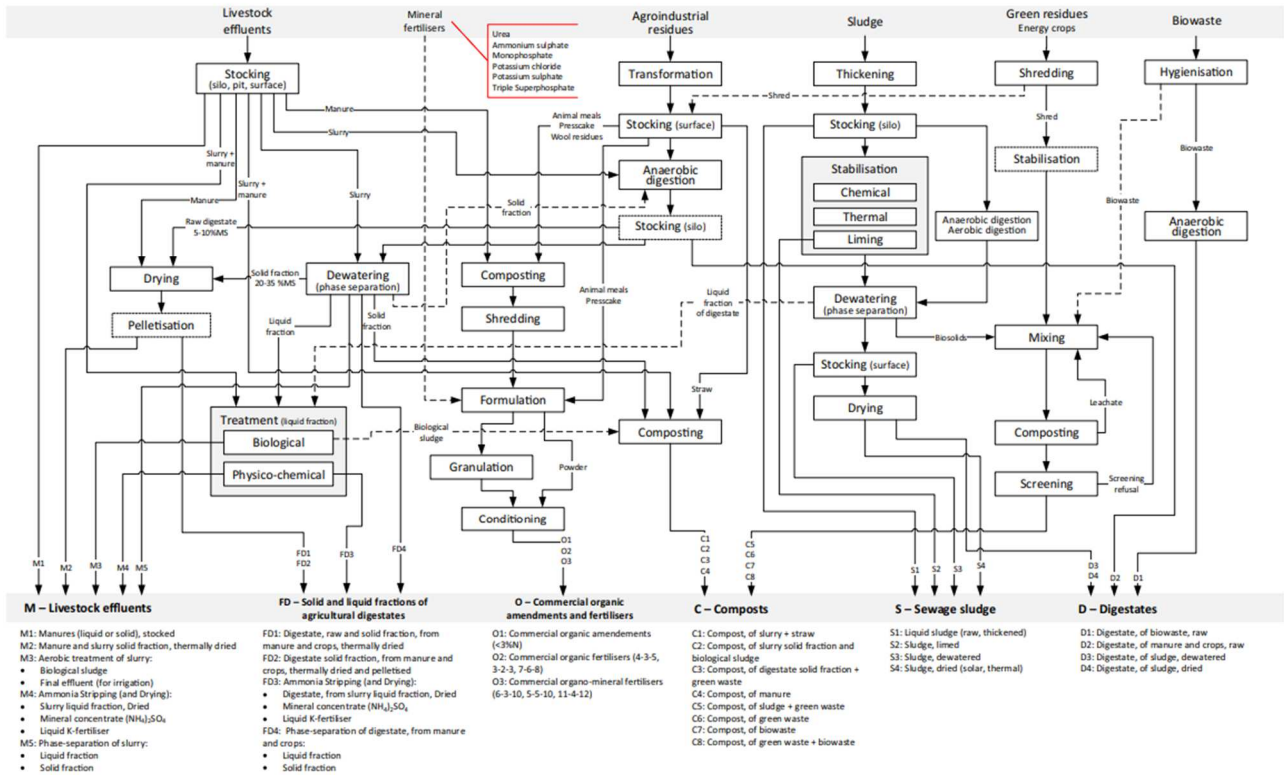 Livestock
effluents
Mineral
fertilisers
Agroindustrial
residues
Sludge
Green residues
Energy crops
Biowaste
Urea
Ammonium sulphate
Monophosphate
Potassium chloride
Potassium sulphate
Triple Superphosphate
Stocking
(silo, pit, surface)
Transformation
Thickening
Shredding
Hygienisation
Manure
Shred
Animal meals
Presscake
Wool residues
Stocking (surface)
Stocking (silo)
Shred
Slurry
Slurry +
manure
Slurry +
manure
Stabilisation
Stabilisation
Biowaste
Anaerobic
digestion
Chemical
Slurry
Manure
Solid
fraction
Biowaste
Raw digestate
5-10%MS
Stocking (silo)
Thermal
Liming
Anaerobic digestion
Aerobic digestion
Anaerobic
digestion
Drying
Solid fraction
20-35 %MS
Dewatering
(phase separation)
Composting
Animal meals
Presscake
Liquid
fraction
of digestate
Dewatering
(phase separation)
Pelletisation
Liquid
fraction
Solid
fraction
Shredding
Biosolids
Mixing
Stocking (surface)
Straw
Formulation
Drying
Leachate
Treatment (liquid fraction)
Biological
Biological
sludge
Composting
Composting
Physico-chemical
Granulation
Powder
Screening
Screening
refusal
Conditioning
M1
M2
M3
M4
M5
FD1
FD2
FD3
FD4
O1
O2
O3
C1
C2
C3
C4
C5
C6
C7
C8
S1
S2
S3
S4
D3
D4
D2
D1
M – Livestock effluents
M1: Manures (liquid or solid), stocked
M2: Manure and slurry solid fraction, thermally dried
M3: Aerobic treatment of slurry:
• Biological sludge
• Final effluent (for irrigation)
M4: Ammonia Stripping (and Drying):
• Slurry liquid fraction, Dried
• Mineral concentrate (NH₄)₂SO₄
• Liquid K-fertiliser
M5: Phase-separation of slurry:
• Liquid fraction
• Solid fraction
FD – Solid and liquid fractions of
agricultural digestates
FD1: Digestate, raw and solid fraction, from
manure and crops, thermally dried
FD2: Digestate solid fraction, from manure and
crops, thermally dried and pelletised
FD3: Ammonia Stripping (and Drying):
• Digestate, from slurry liquid fraction, Dried
• Mineral concentrate (NH₄)₂SO₄
• Liquid K-fertiliser
FD4: Phase-separation of digestate, from manure
and crops:
• Liquid fraction
• Solid fraction
O – Commercial organic
amendments and fertilisers
O1: Commercial organic amendements
(<3%N)
O2: Commercial organic fertilisers (4-3-5,
3-2-3, 7-6-8)
O3: Commercial organo-mineral fertilisers
(6-3-10, 5-5-10, 11-4-12)
C – Composts
C1: Compost, of slurry + straw
C2: Compost, of slurry solid fraction and
biological sludge
C3: Compost, of digestate solid fraction +
green waste
C4: Compost, of manure
C5: Compost, of sludge + green waste
C6: Compost, of green waste
C7: Compost, of biowaste
C8: Compost, of green waste + biowaste
S – Sewage sludge
S1: Liquid sludge (raw, thickened)
S2: Sludge, limed
S3: Sludge, dewatered
S4: Sludge, dried (solar, thermal)
D – Digestates
D1: Digestate, of biowaste, raw
D2: Digestate, of manure and crops, raw
D3: Digestate, of sludge, dewatered
D4: Digestate, of sludge, dried